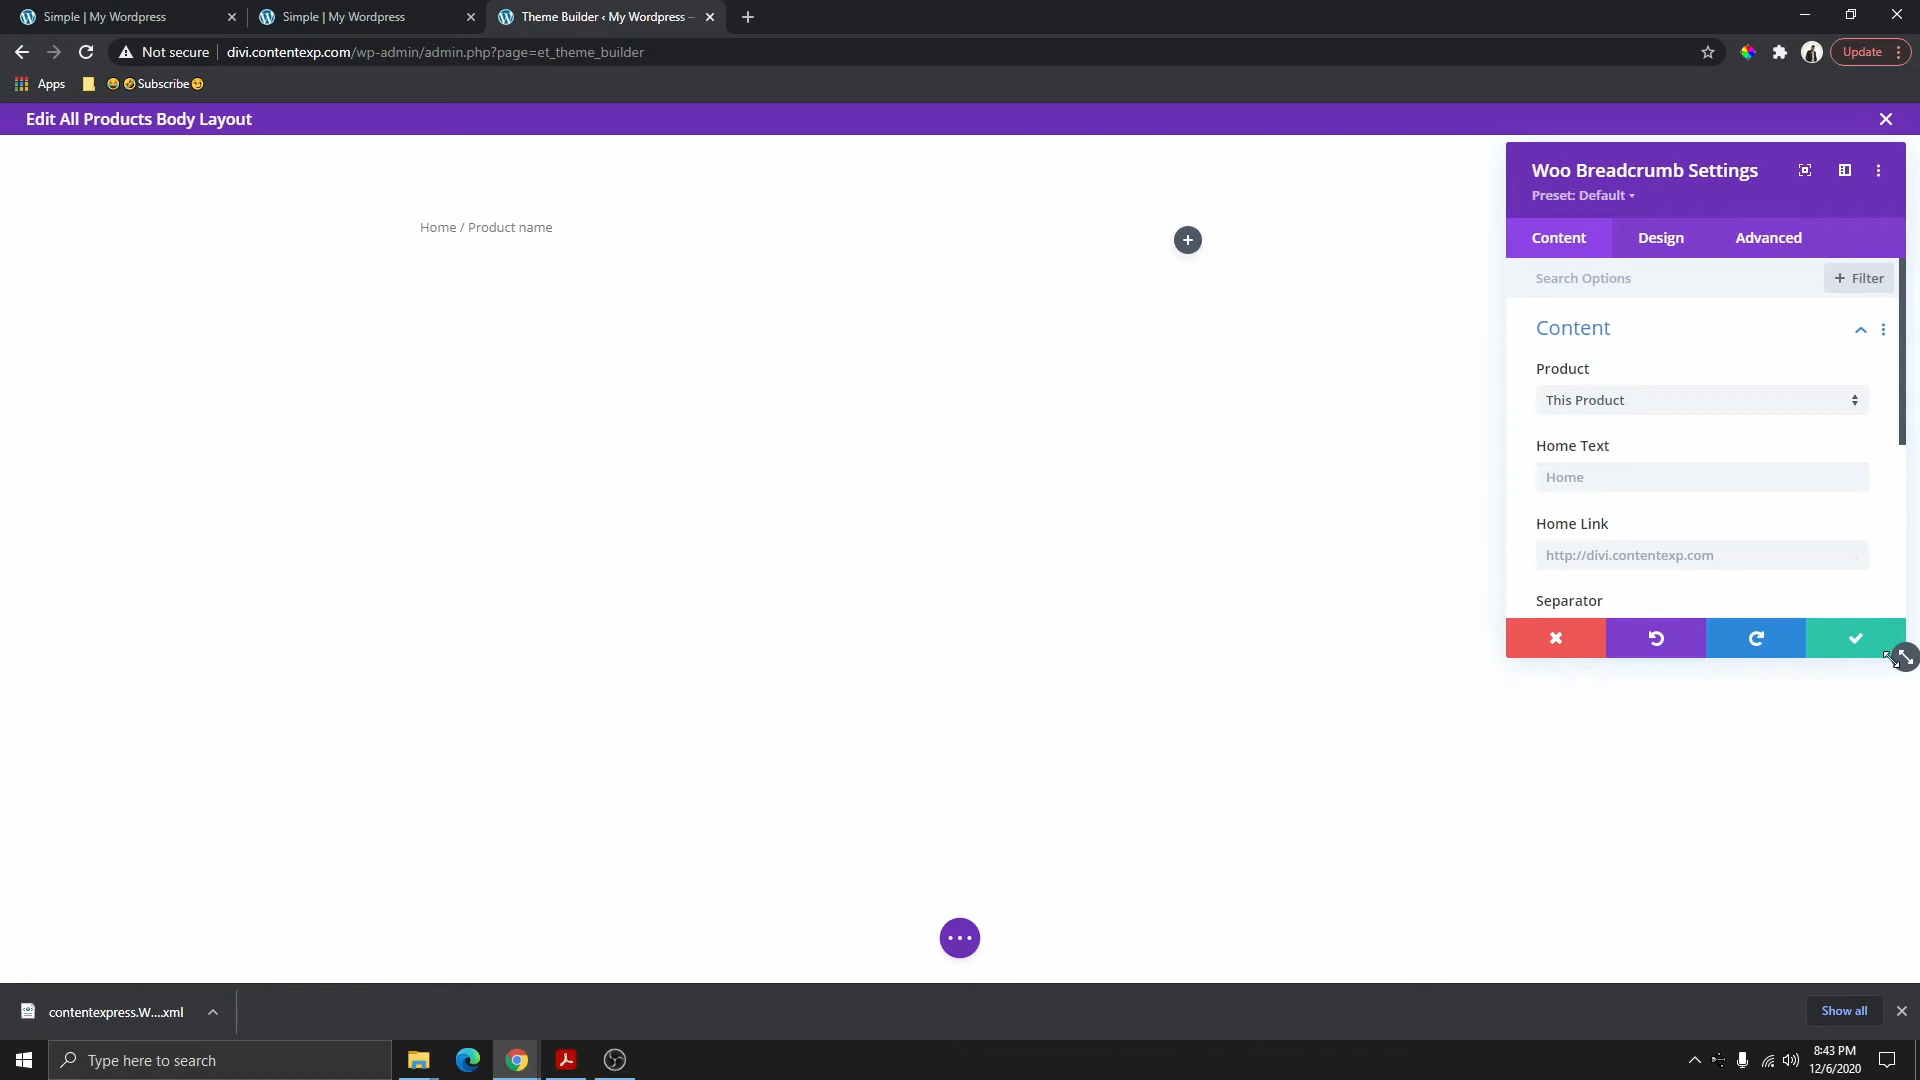 Simple | My Wordpress
Simple | My Wordpress
Theme Builder ‹ My Wordpress —
Not secure
divi.contentexp.com/wp-admin/admin.php?page=et_theme_builder
Update
Apps
😂 🤣Subscribe😏
Edit All Products Body Layout
Home / Product name
Woo Breadcrumb Settings
Preset: Default
Content
Design
Advanced
Search Options
+ Filter
Content
Product
This Product
Home Text
Home
Home Link
http://divi.contentexp.com
Separator
contentexpress.W....xml
Show all
Type here to search
8:43 PM
12/6/2020